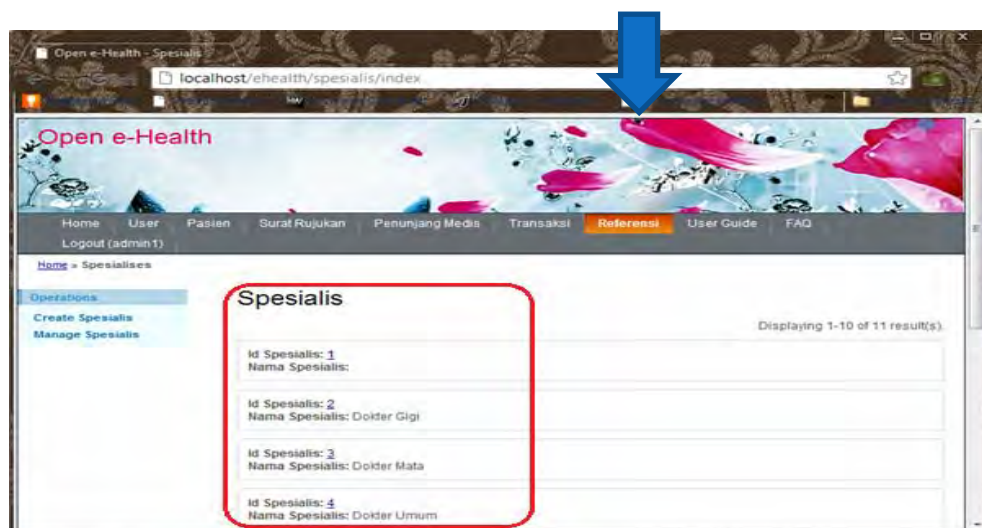 Open e-Health - Spesialis
localhost/ehealth/spesialis/index
Open e-Health
Home User Pasien Surat Rujukan Penunjang Medis Transaksi Referensi User Guide FAQ
Logout (admin1)
Home » Spesialises
Operations
Create Spesialis
Manage Spesialis
Spesialis
Displaying 1-10 of 11 result(s).
Id Spesialis: 1
Nama Spesialis:
Id Spesialis: 2
Nama Spesialis: Dokter Gigi
Id Spesialis: 3
Nama Spesialis: Dokter Mata
Id Spesialis: 4
Nama Spesialis: Dokter Umum